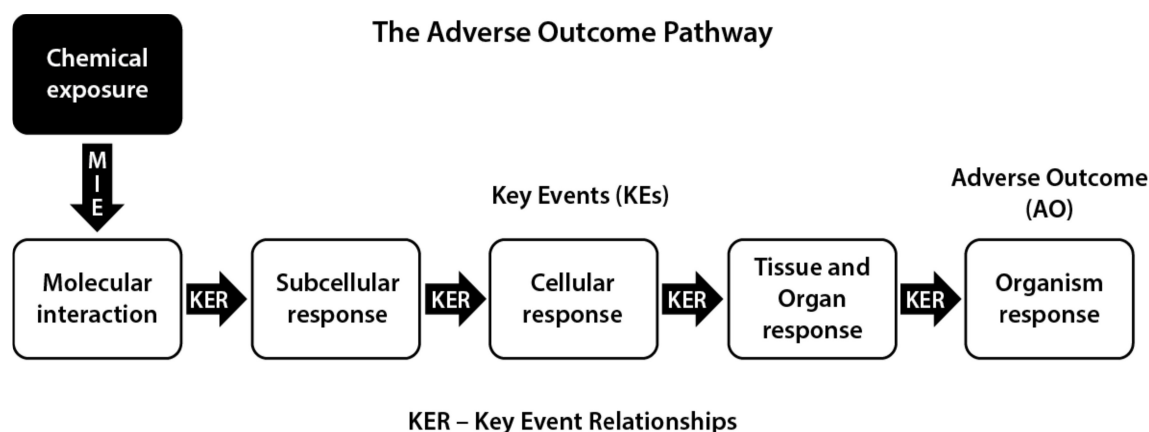 The Adverse Outcome Pathway
Chemical
exposure
M
I
E
Key Events (KEs)
Adverse Outcome
(AO)
Molecular
interaction
KER
Subcellular
response
KER
Cellular
response
KER
Tissue and
Organ
response
KER
Organism
response
KER – Key Event Relationships